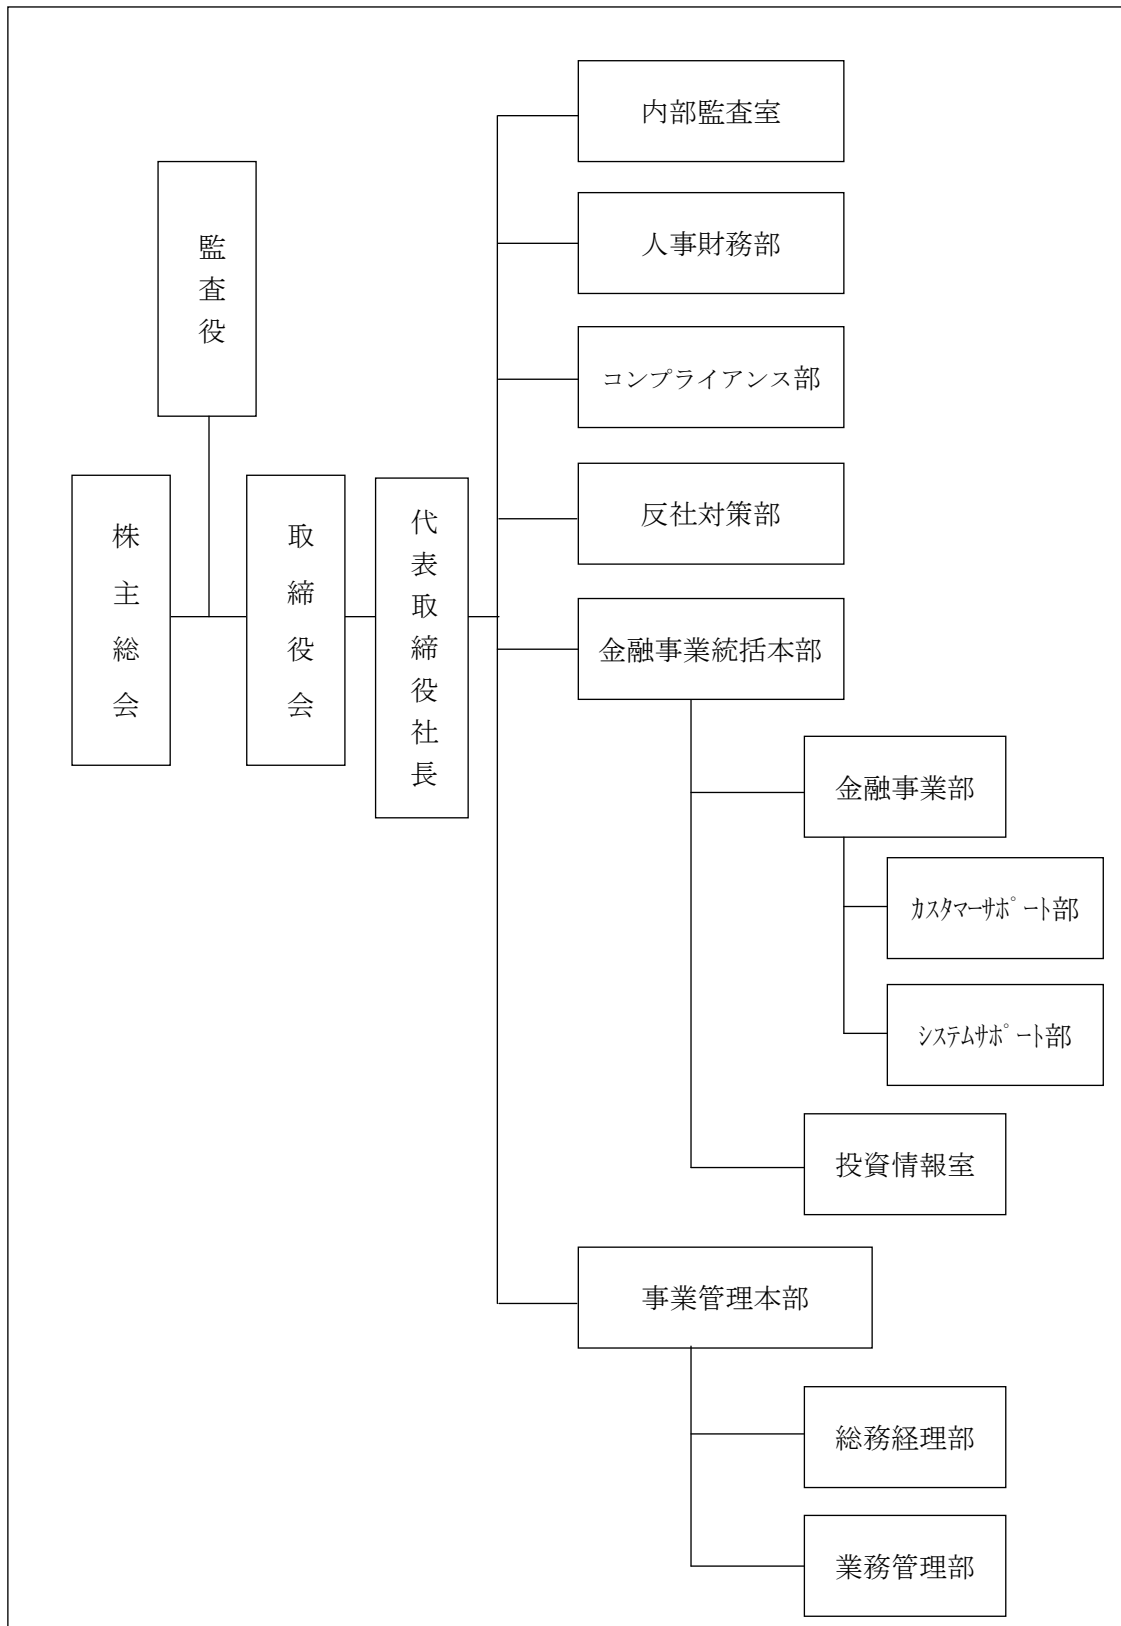 監査役
株主総会
取締役会
代表取締役社長
内部監査室
人事財務部
コンプライアンス部
反社対策部
金融事業統括本部
金融事業部
カスタマーサポート部
システムサポート部
投資情報室
事業管理本部
総務経理部
業務管理部